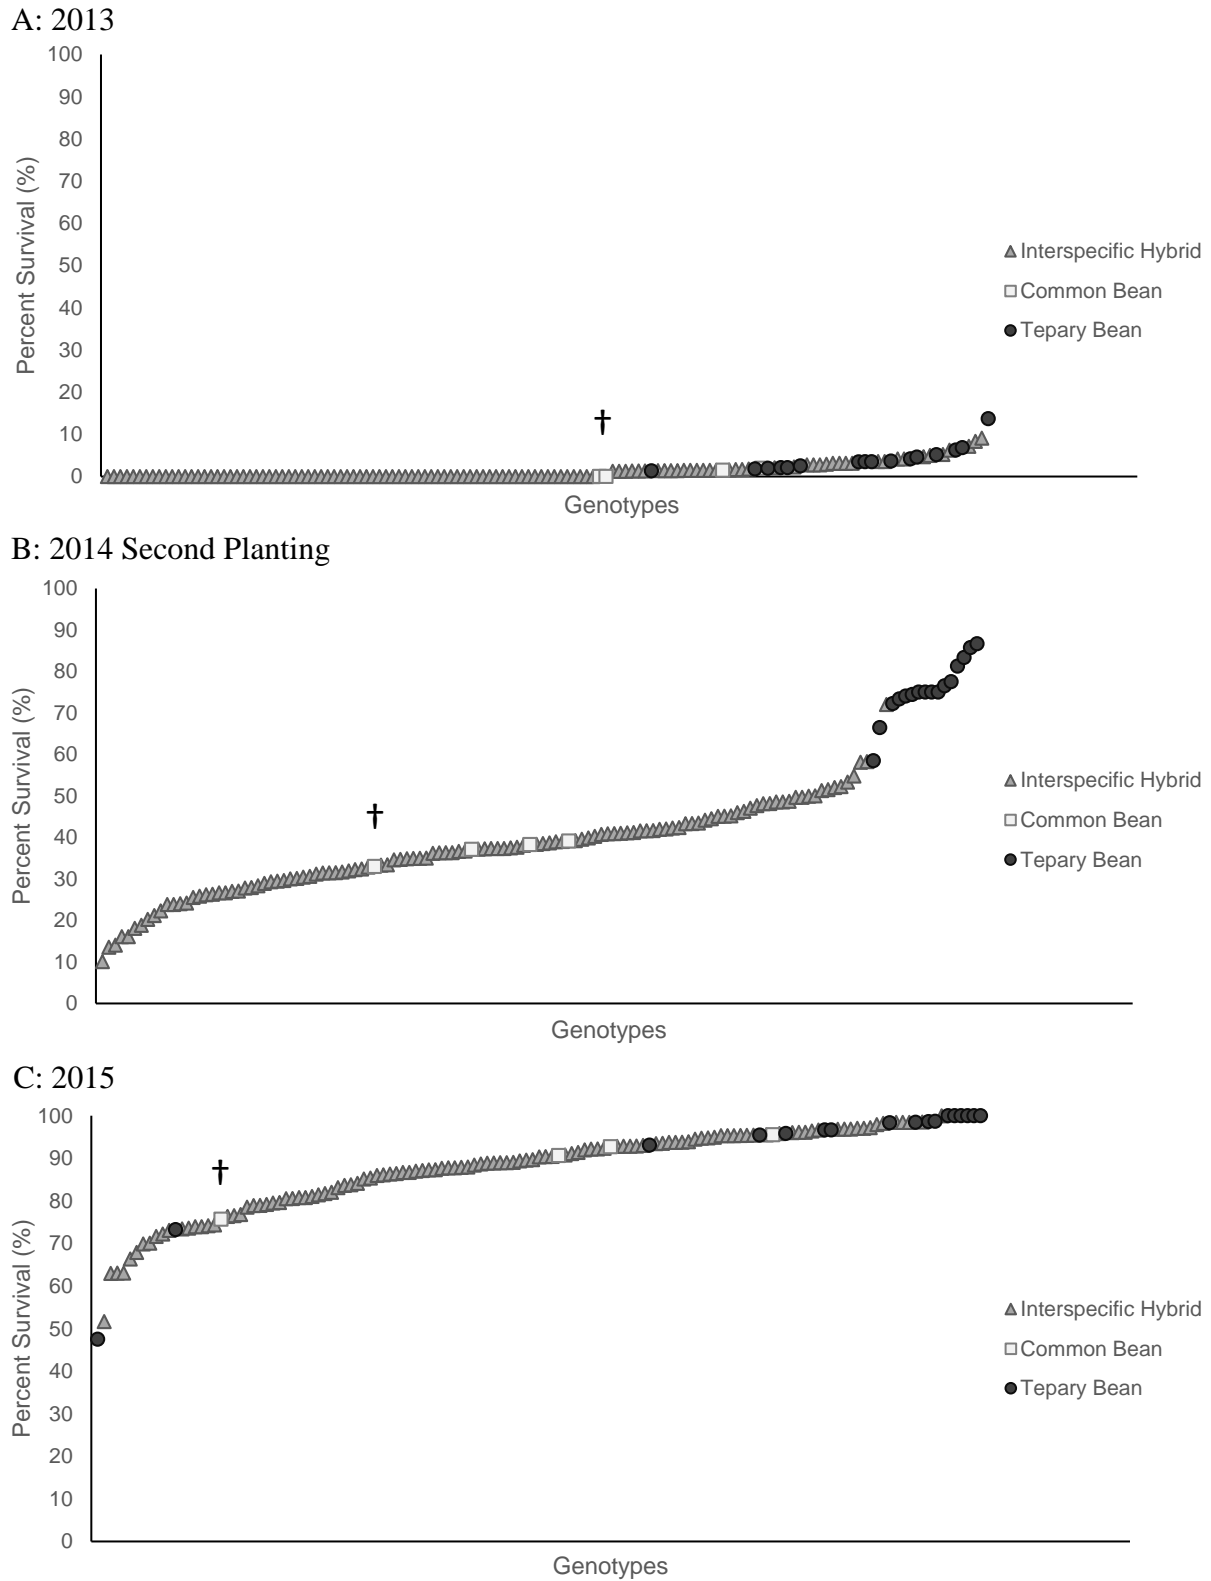 A: 2013
100
90
80
70
60
50
40
30
20
10
0
Percent Survival (%)
†
Genotypes
Interspecific Hybrid
Common Bean
Tepary Bean
B: 2014 Second Planting
100
90
80
70
60
50
40
30
20
10
0
Percent Survival (%)
†
Genotypes
Interspecific Hybrid
Common Bean
Tepary Bean
C: 2015
100
90
80
70
60
50
40
30
20
10
0
Percent Survival (%)
†
Genotypes
Interspecific Hybrid
Common Bean
Tepary Bean